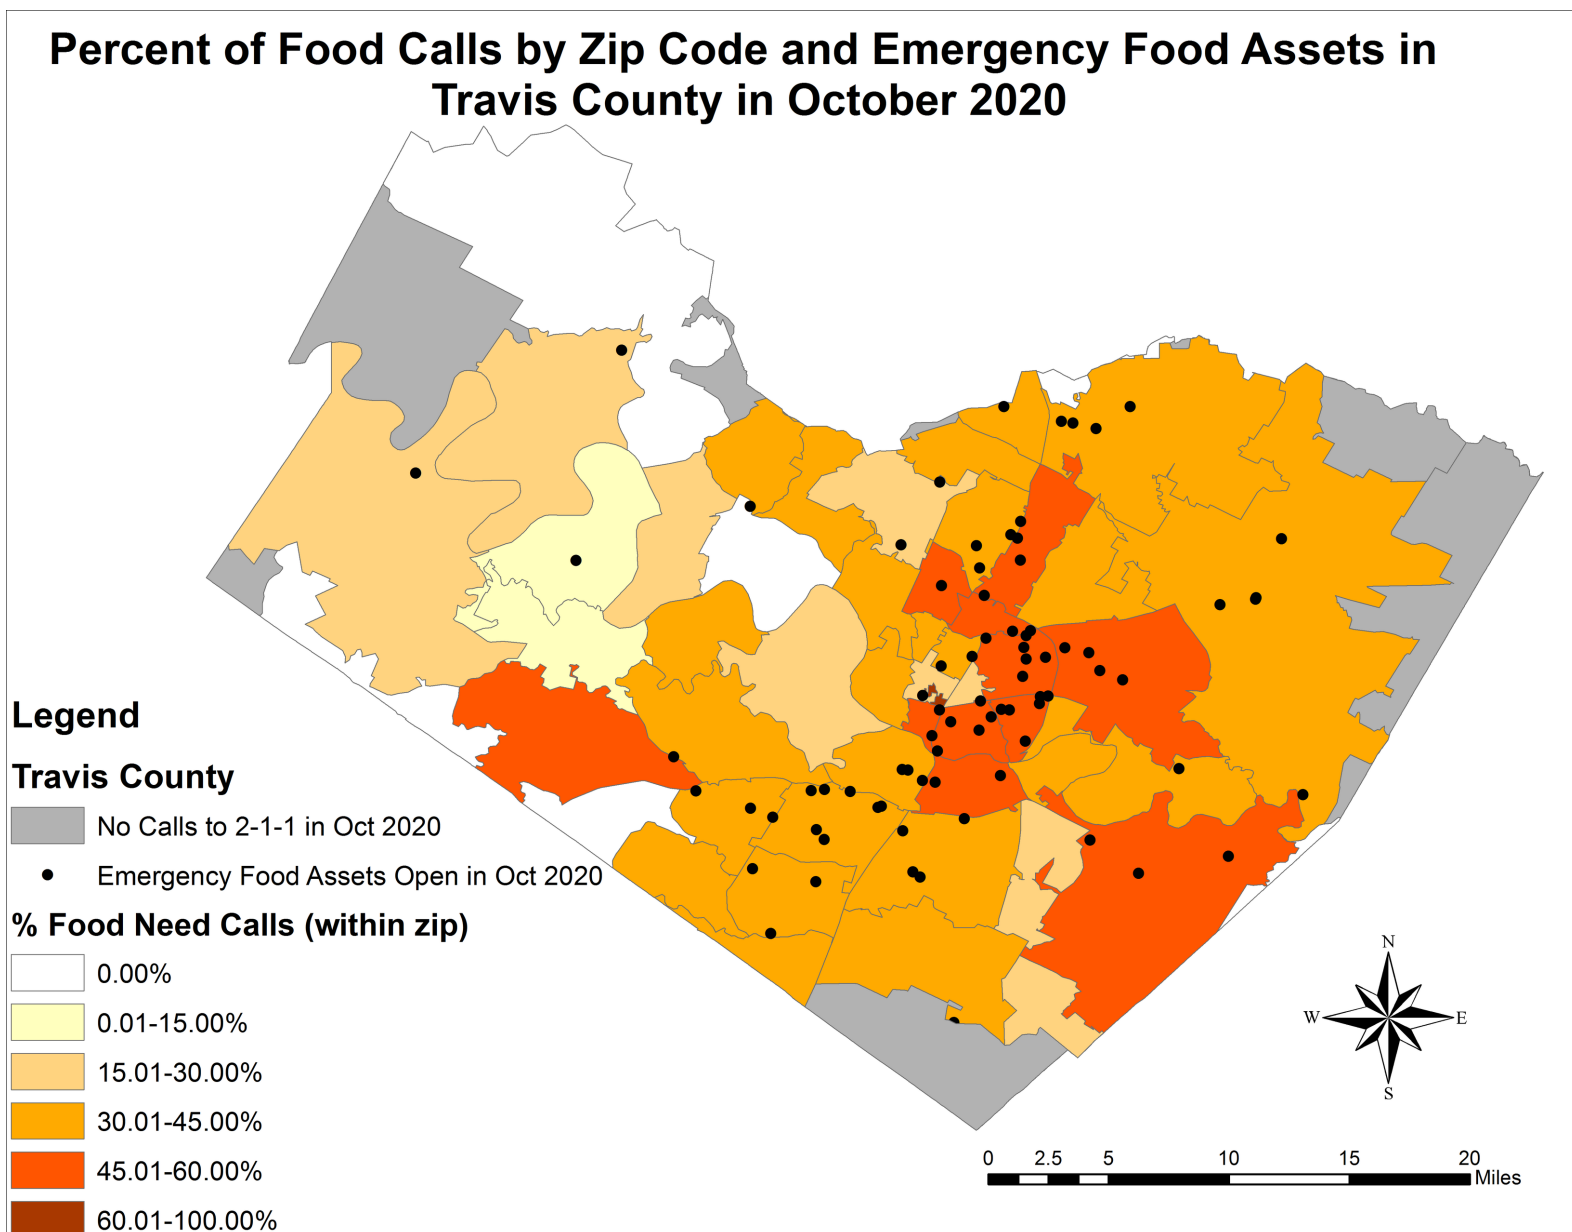 Percent of Food Calls by Zip Code and Emergency Food Assets in
Travis County in October 2020
Legend
Travis County
No Calls to 2-1-1 in Oct 2020
Emergency Food Assets Open in Oct 2020
% Food Need Calls (within zip)
0.00%
0.01-15.00%
15.01-30.00%
30.01-45.00%
45.01-60.00%
60.01-100.00%
N
W E
S
0 2.5 5 10 15 20
Miles